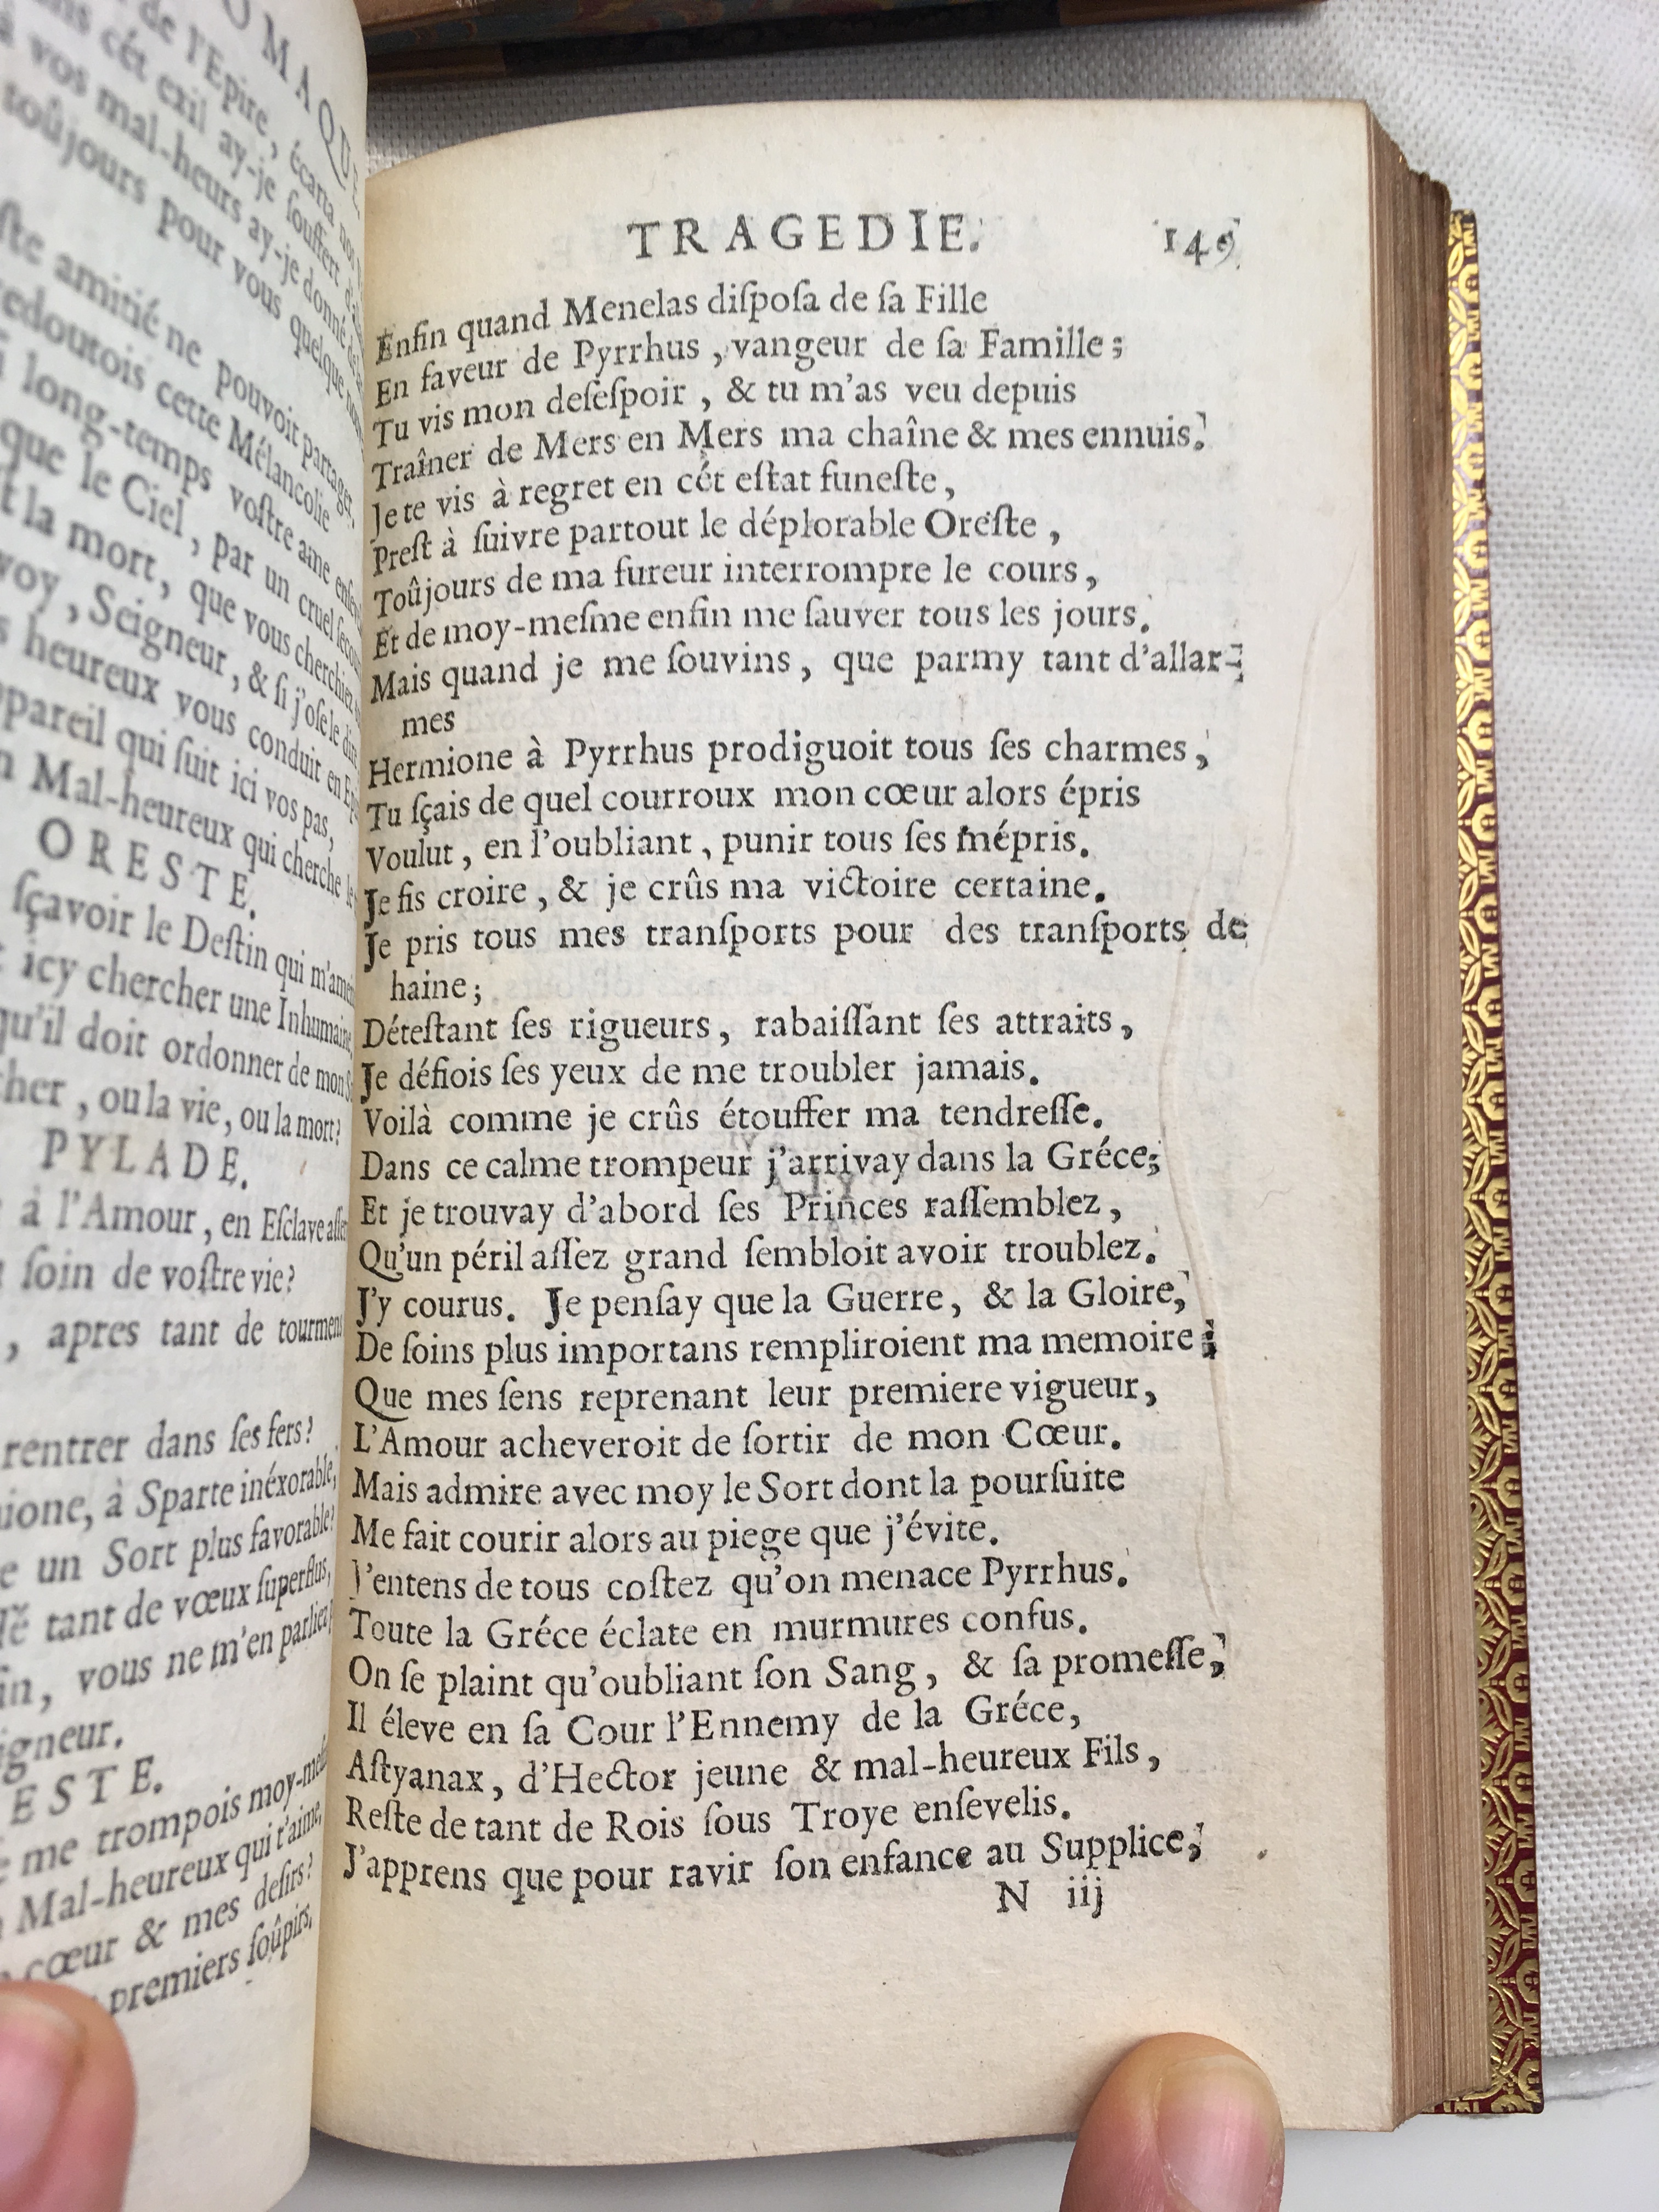 de l'Epire, écarta nos
cét exil ay-je souffert
vos mal-heurs ay-je donné
toûjours pour vous quelque
amitié ne pouvoit partager,
cette Mélancolie
long-temps vostre ame
que le Ciel, par un cruel
la mort, que vous cherchiez
Seigneur, & si j'ose le dire
heureux vous conduit en
qui suit ici vos pas,
Mal-heureux qui cherche le
ORESTE.
sçavoir le Destin qui m'amene
icy chercher une Inhumaine,
qu'il doit ordonner de mon
ou la vie, ou la mort?
PYLADE.
à l'Amour, en Esclave
soin de vostre vie?
, apres tant de
rentrer dans ses fers?
à Sparte inéxorable,
un Sort plus favorable?
tant de vœux superflus,
vous ne m'en parliez
ESTE.
me trompois moy-mesme
Mal-heureux qui t'aime,
cœur & mes desirs?
premiers soûpirs,
TRAGEDIE. 149
Enfin quand Menelas disposa de sa Fille
En faveur de Pyrrhus, vangeur de sa Famille;
Tu vis mon desespoir, & tu m'as veu depuis
Traîner de Mers en Mers ma chaîne & mes ennuis.
Je te vis à regret en cét estat funeste,
Prest à suivre partout le déplorable Oreste,
Toûjours de ma fureur interrompre le cours,
Et de moy-mesme enfin me sauver tous les jours.
Mais quand je me souvins, que parmy tant d'allar-
mes
Hermione à Pyrrhus prodiguoit tous ses charmes,
Tu sçais de quel courroux mon cœur alors épris
Voulut, en l'oubliant, punir tous ses mépris.
Je fis croire, & je crûs ma victoire certaine.
Je pris tous mes transports pour des transports de
haine;
Détestant ses rigueurs, rabaissant ses attraits,
Je défiois ses yeux de me troubler jamais.
Voilà comme je crûs étouffer ma tendresse.
Dans ce calme trompeur j'arrivay dans la Gréce;
Et je trouvay d'abord ses Princes rassemblez,
Qu'un péril assez grand sembloit avoir troublez.
J'y courus. Je pensay que la Guerre, & la Gloire,
De soins plus importans rempliroient ma memoire;
Que mes sens reprenant leur premiere vigueur,
L'Amour acheveroit de sortir de mon Cœur.
Mais admire avec moy le Sort dont la poursuite
Me fait courir alors au piege que j'évite.
J'entens de tous costez qu'on menace Pyrrhus.
Toute la Gréce éclate en murmures confus.
On se plaint qu'oubliant son Sang, & sa promesse,
Il éleve en sa Cour l'Ennemy de la Gréce,
Astyanax, d'Hector jeune & mal-heureux Fils,
Reste de tant de Rois sous Troye ensevelis.
J'apprens que pour ravir son enfance au Supplice,
N iij